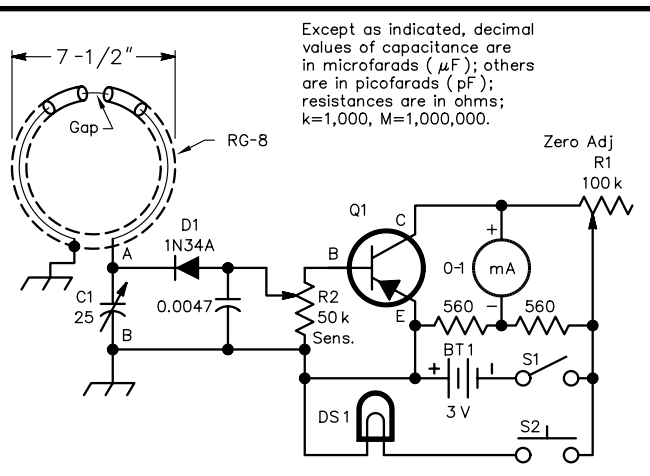 Except as indicated, decimal
values of capacitance are
in microfarads ( μF ); others
are in picofarads ( pF );
resistances are in ohms;
k=1,000, M=1,000,000.
7 -1/2"
Gap
RG-8
Zero Adj
R1
100 k
Q1
C
D1
1N34A
A
B
+
0-1
mA
C1
25
0.0047
R2
50 k
Sens.
E
−
560
560
B
BT1
+
−
3 V
S1
DS1
S2